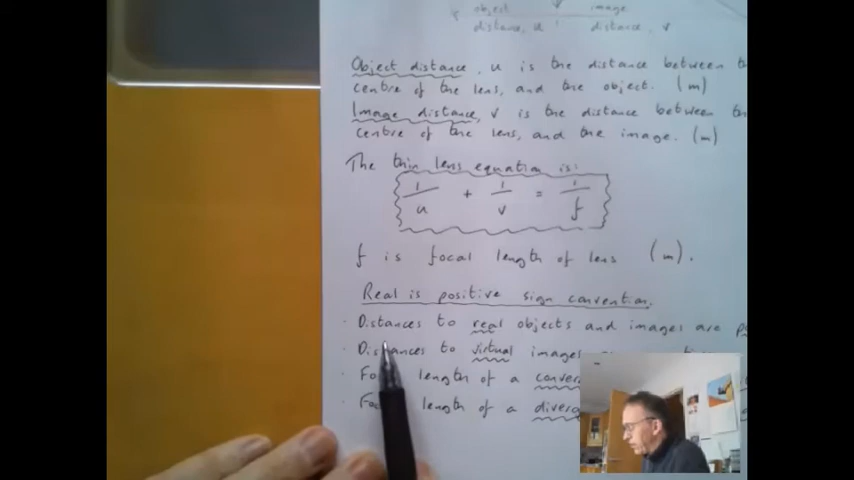 object image
distance, u distance, v
Object distance, u is the distance between
centre of the lens, and the object. (m)
Image distance, v is the distance between the
centre of the lens, and the image. (m)
The thin lens equation is:
1/u + 1/v = 1/f
f is focal length of lens (m).
Real is positive sign convention.
· Distances to real objects and images are
· Distances to virtual images
· length of a
· length of a